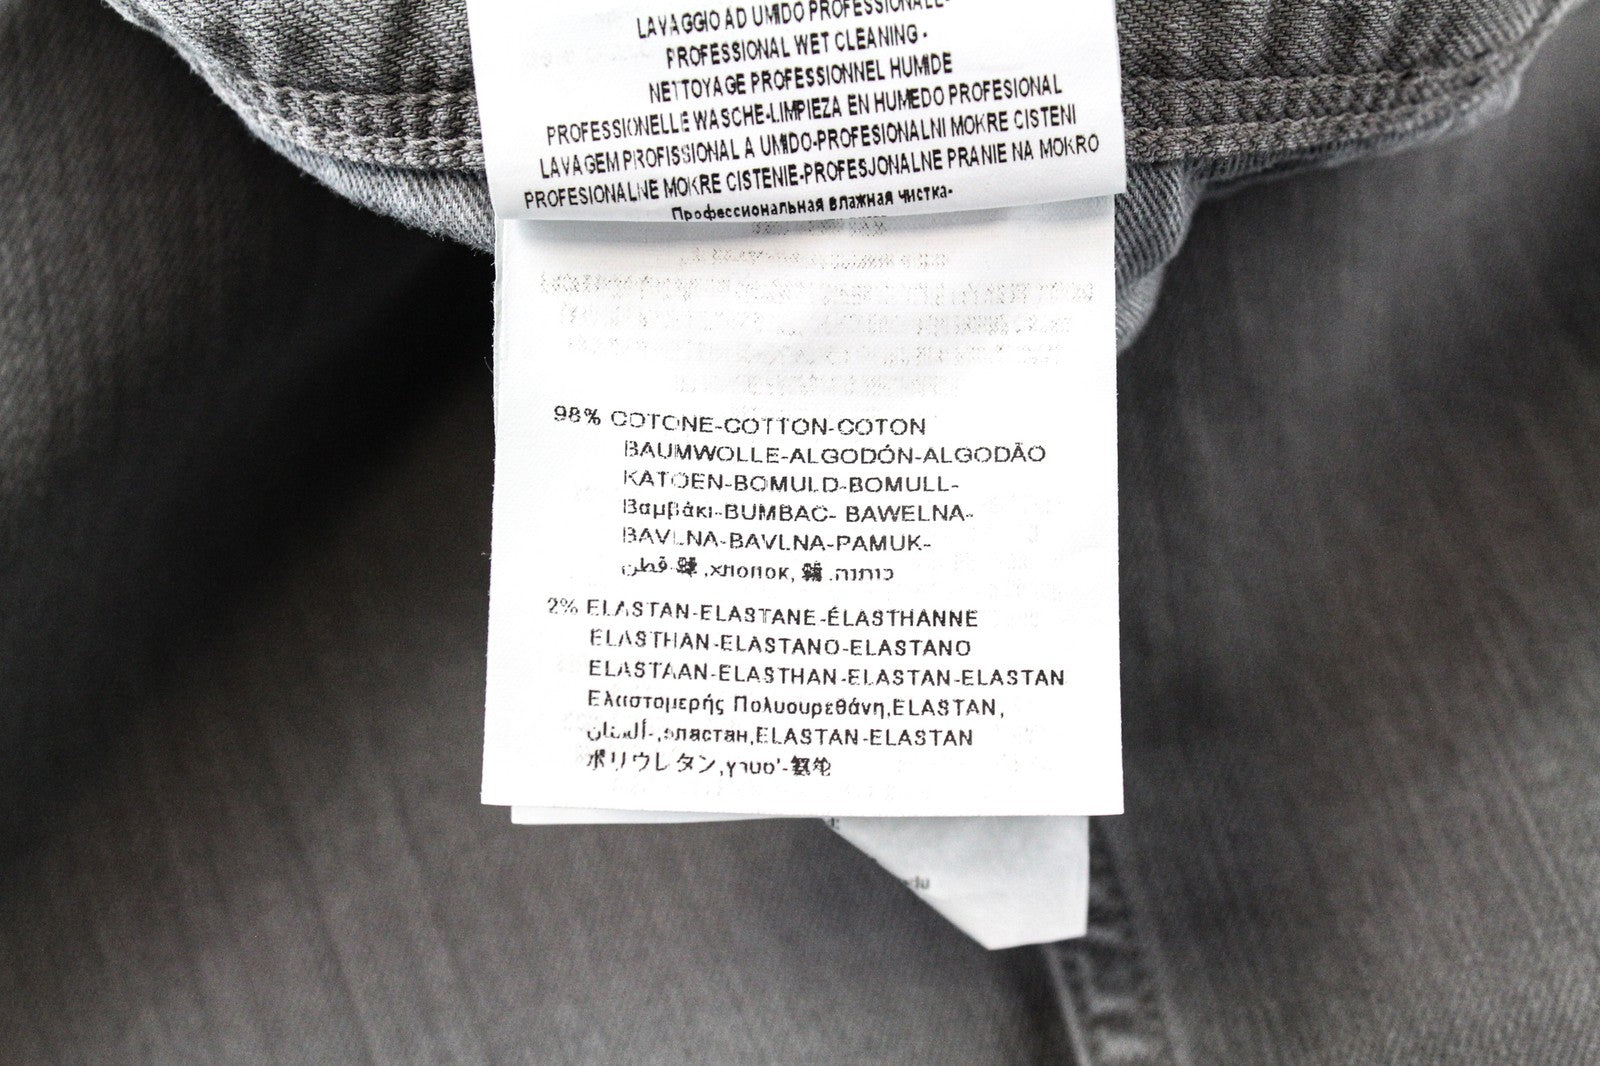 LAVAGGIO AD UMIDO PROFESSIONALE-
PROFESSIONAL WET CLEANING-
NETTOYAGE PROFESSIONNEL HUMIDE
PROFESSIONELLE WASCHE-LIMPIEZA EN HUMEDO PROFESIONAL
LAVAGEM PROFISSIONAL A UMIDO-PROFESIONALNI MOKRE CISTENI
PROFESIONALNE MOKRE CISTENIE-PROFESJONALNE PRANIE NA MOKRO
Профессиональная влажная чистка-
98% COTONE-COTTON-COTON
BAUMWOLLE-ALGODÓN-ALGODÃO
KATOEN-BOMULD-BOMULL-
Βαμβάκι-BUMBAC- BAWELNA-
BAVLNA-BAVLNA-PAMUK-
قطن- ,хлопок, כותנה.
2% ELASTAN-ELASTANE-ÉLASTHANNE
ELASTHAN-ELASTANO-ELASTANO
ELASTAAN-ELASTHAN-ELASTAN-ELASTAN
Ελαστομερής Πολυουρεθάνη,ELASTAN,
-,эластан,ELASTAN-ELASTAN
ポリウレタン,